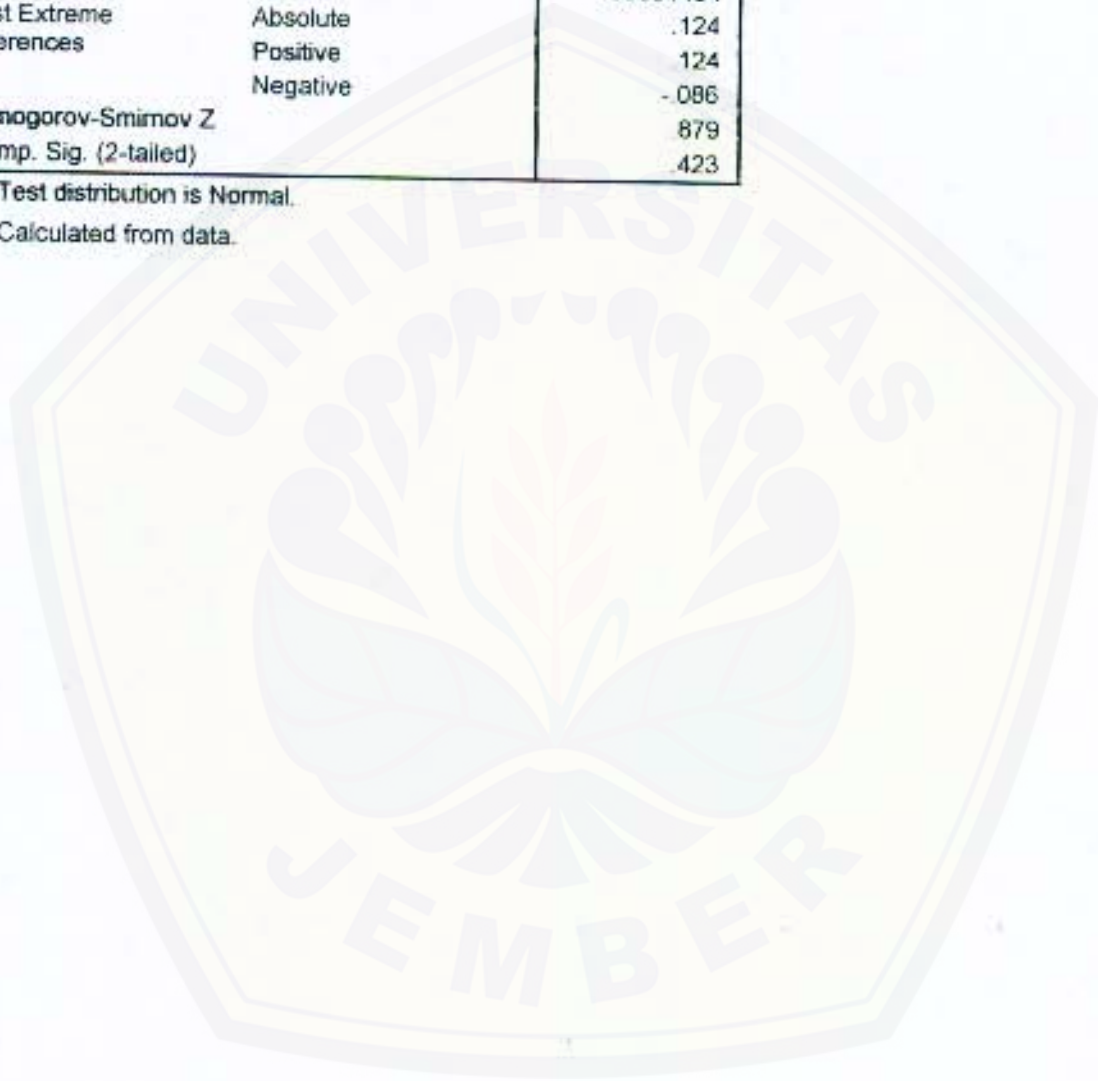 st Extreme Absolute .124
erences Positive 124
Negative -.086
nogorov-Smirnov Z 879
mp. Sig. (2-tailed) .423
Test distribution is Normal.
Calculated from data.
UNIVERSITAS
JEMBER